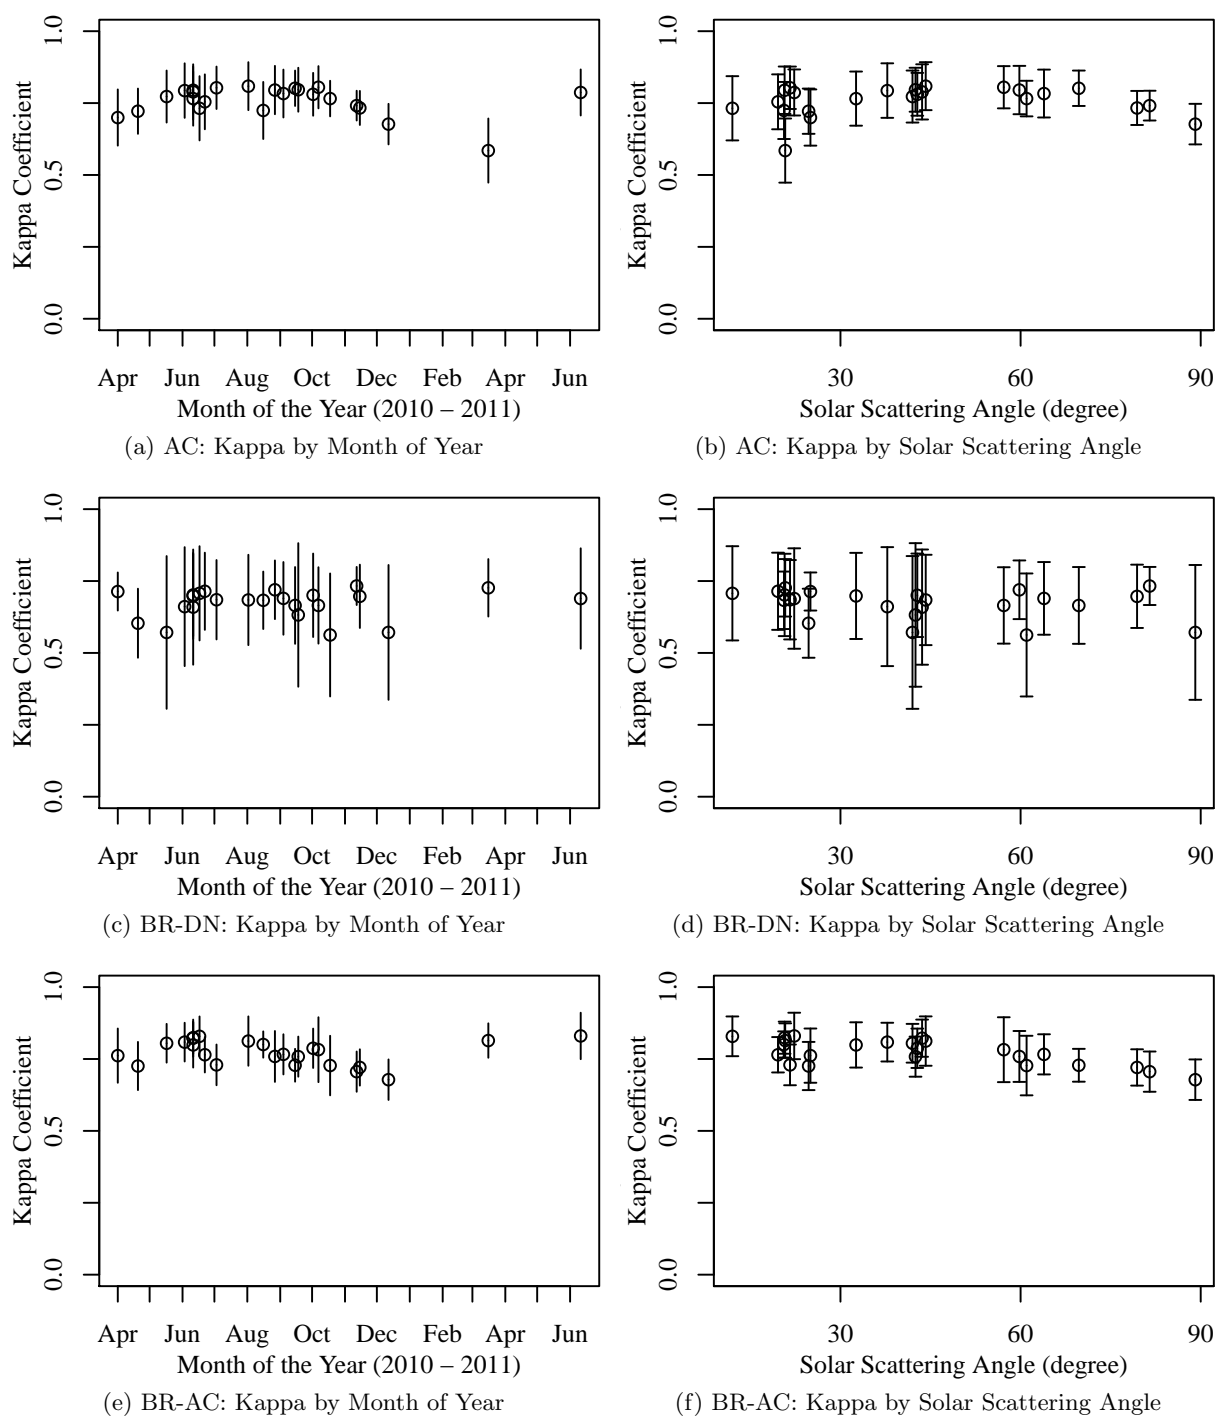 Kappa Coefficient
0.0 0.5 1.0
Apr Jun Aug Oct Dec Feb Apr Jun
Month of the Year (2010 – 2011)
(a) AC: Kappa by Month of Year
Kappa Coefficient
0.0 0.5 1.0
30 60 90
Solar Scattering Angle (degree)
(b) AC: Kappa by Solar Scattering Angle
Kappa Coefficient
0.0 0.5 1.0
Apr Jun Aug Oct Dec Feb Apr Jun
Month of the Year (2010 – 2011)
(c) BR-DN: Kappa by Month of Year
Kappa Coefficient
0.0 0.5 1.0
30 60 90
Solar Scattering Angle (degree)
(d) BR-DN: Kappa by Solar Scattering Angle
Kappa Coefficient
0.0 0.5 1.0
Apr Jun Aug Oct Dec Feb Apr Jun
Month of the Year (2010 – 2011)
(e) BR-AC: Kappa by Month of Year
Kappa Coefficient
0.0 0.5 1.0
30 60 90
Solar Scattering Angle (degree)
(f) BR-AC: Kappa by Solar Scattering Angle